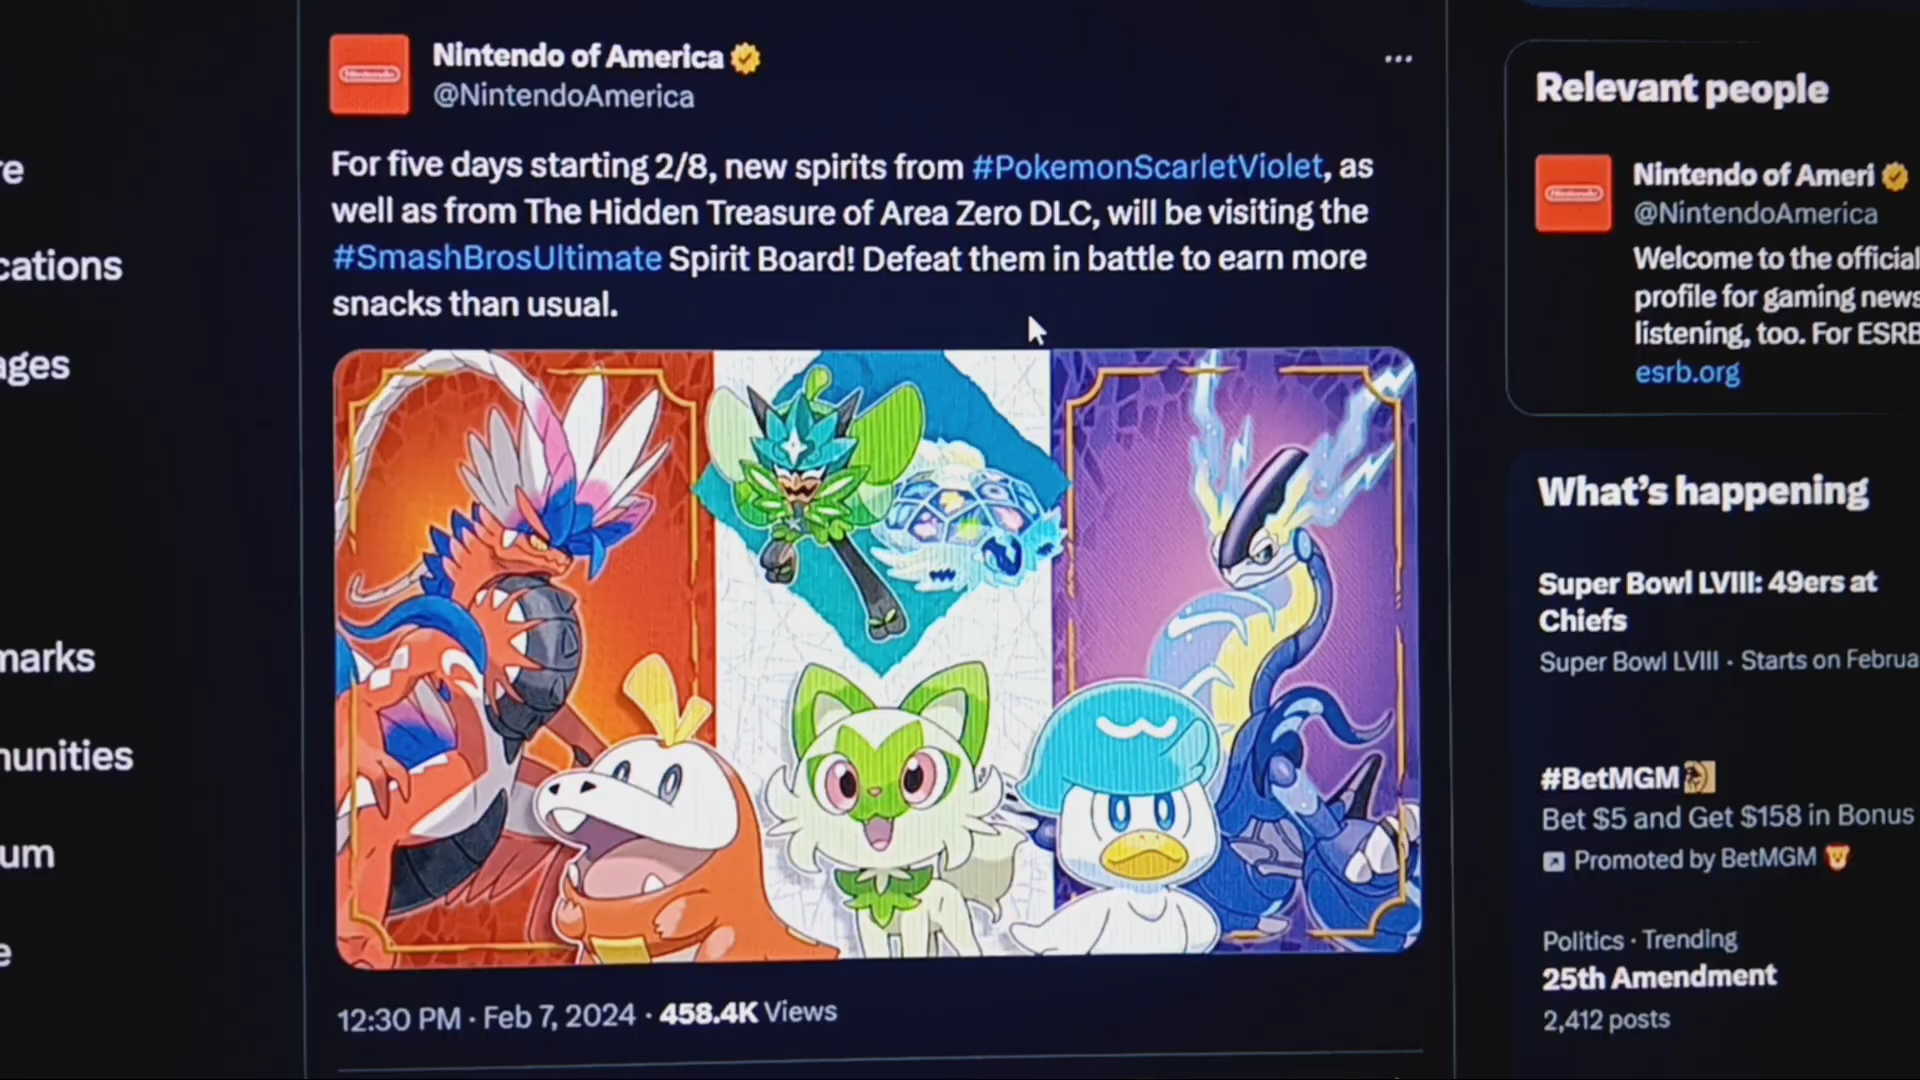 Nintendo of America
@NintendoAmerica
For five days starting 2/8, new spirits from #PokemonScarletViolet, as
well as from The Hidden Treasure of Area Zero DLC, will be visiting the
#SmashBrosUltimate Spirit Board! Defeat them in battle to earn more
snacks than usual.
12:30 PM · Feb 7, 2024 · 458.4K Views
re
cations
ages
marks
nunities
um
e
Nintendo
Relevant people
Nintendo
Nintendo of Ameri
@NintendoAmerica
Welcome to the official
profile for gaming news
listening, too. For ESRB
esrb.org
What's happening
Super Bowl LVIII: 49ers at
Chiefs
Super Bowl LVIII · Starts on Februa
#BetMGM
Bet $5 and Get $158 in Bonus
Promoted by BetMGM
Politics · Trending
25th Amendment
2,412 posts